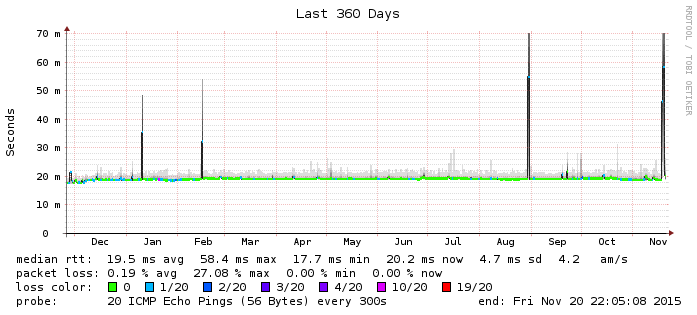 Last 360 Days
RRDTOOL / TOBI OETIKER
Seconds
70 m
60 m
50 m
40 m
30 m
20 m
10 m
0
Dec Jan Feb Mar Apr May Jun Jul Aug Sep Oct Nov
median rtt: 19.5 ms avg 58.4 ms max 17.7 ms min 20.2 ms now 4.7 ms sd 4.2 am/s
packet loss: 0.19 % avg 27.08 % max 0.00 % min 0.00 % now
loss color: 0 1/20 2/20 3/20 4/20 10/20 19/20
probe: 20 ICMP Echo Pings (56 Bytes) every 300s end: Fri Nov 20 22:05:08 2015